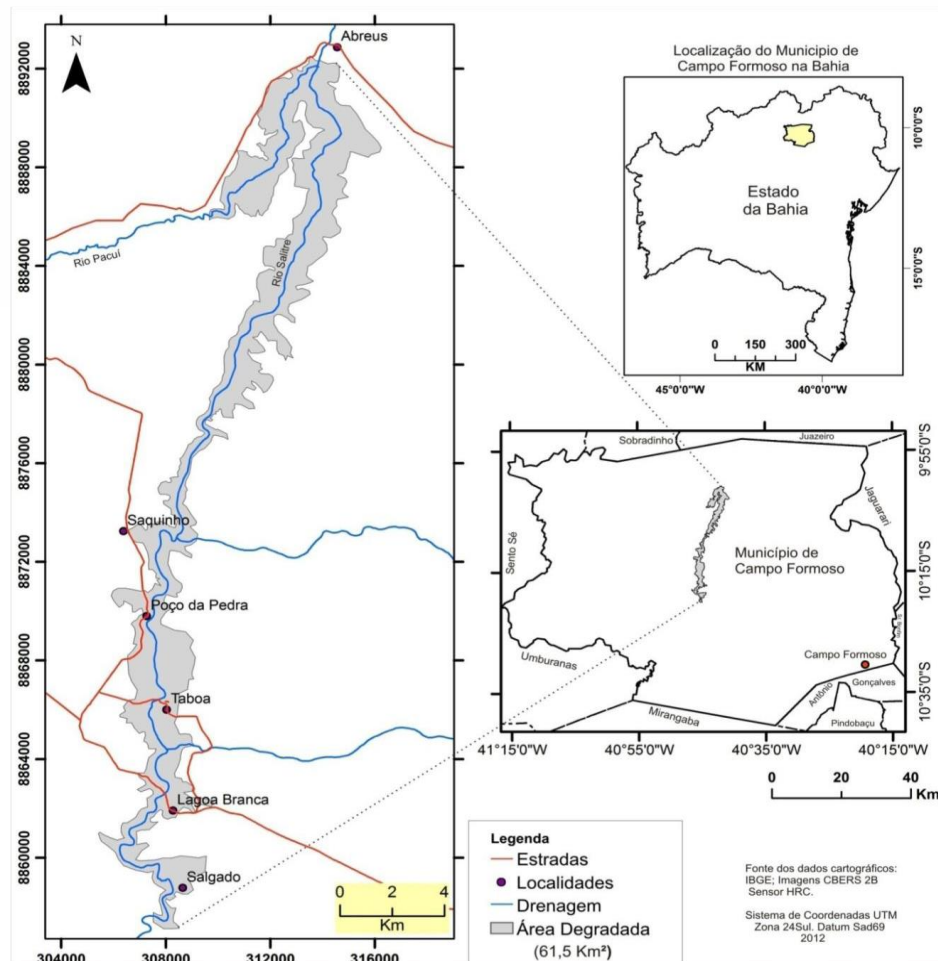 N
Abreus
Rio Pacuí
Rio Salitre
Saquinho
Poço da Pedra
Taboa
Lagoa Branca
Salgado
8892000
8888000
8884000
8880000
8876000
8872000
8868000
8864000
8860000
304000
308000
312000
316000
0 2 4
Km
Localização do Municipio de
Campo Formoso na Bahia
Estado
da Bahia
0 150 300
KM
10°0'0"S
15°0'0"S
45°0'0"W
40°0'0"W
Sobradinho
Juazeiro
Sento Sé
Jaguarari
Município de
Campo Formoso
Campo Formoso
Umburanas
Mirangaba
Antônio
Gonçalves
Pindobaçu
9°55'0"S
10°15'0"S
10°35'0"S
41°15'0"W
40°55'0"W
40°35'0"W
40°15'0"W
0 20 40
Km
Legenda
Estradas
Localidades
Drenagem
Área Degradada
(61,5 Km²)
Fonte dos dados cartográficos:
IBGE; Imagens CBERS 2B
Sensor HRC.
Sistema de Coordenadas UTM
Zona 24Sul. Datum Sad69
2012